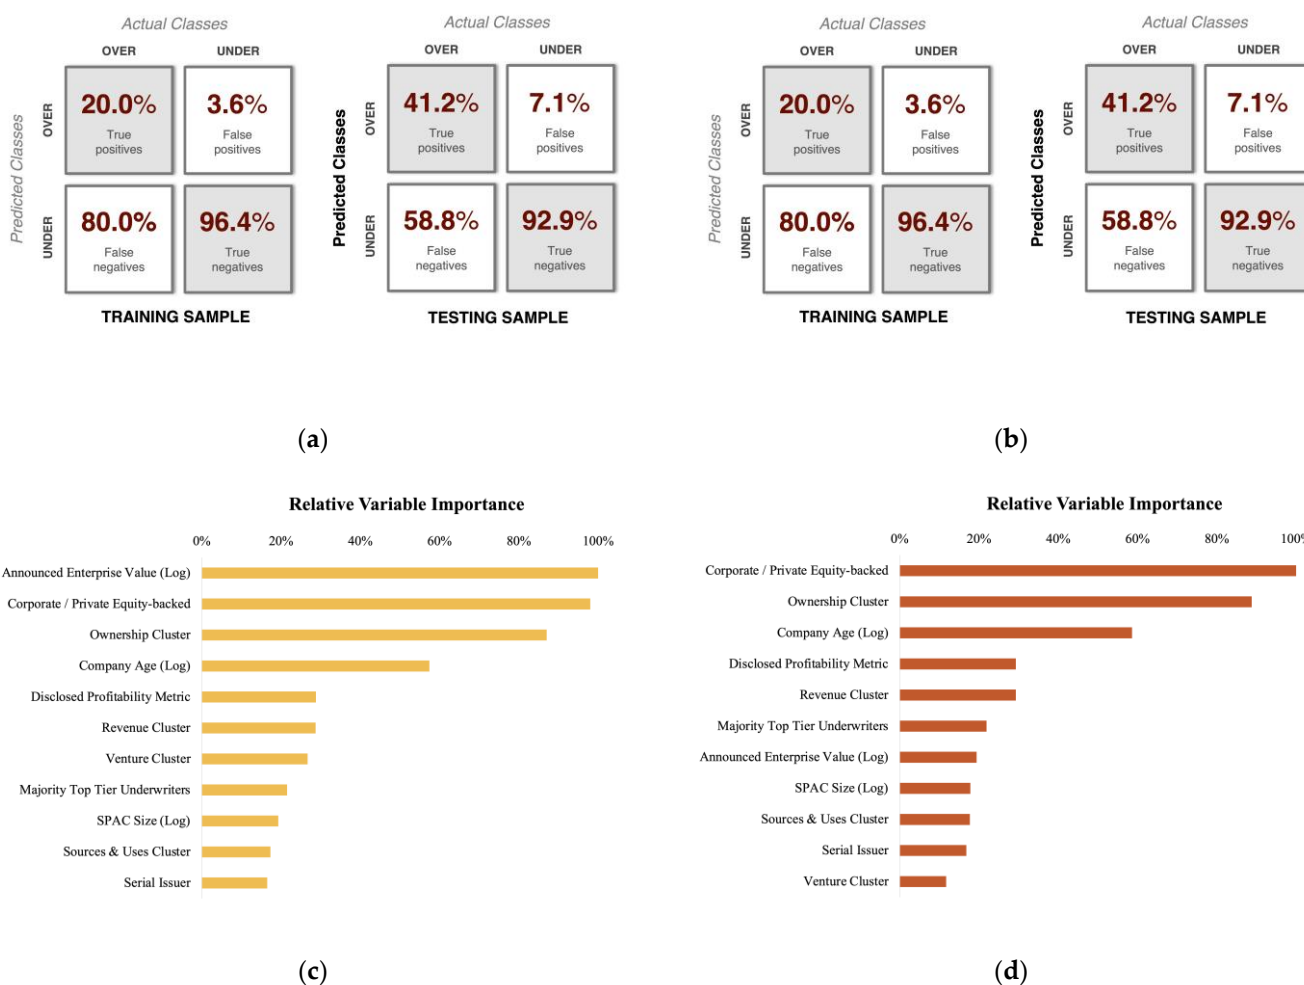 Actual Classes
OVER UNDER
Predicted Classes
OVER
20.0%
True
positives
3.6%
False
positives
UNDER
80.0%
False
negatives
96.4%
True
negatives
TRAINING SAMPLE
Actual Classes
OVER UNDER
Predicted Classes
OVER
41.2%
True
positives
7.1%
False
positives
UNDER
58.8%
False
negatives
92.9%
True
negatives
TESTING SAMPLE
(a)
Actual Classes
OVER UNDER
Predicted Classes
OVER
20.0%
True
positives
3.6%
False
positives
UNDER
80.0%
False
negatives
96.4%
True
negatives
TRAINING SAMPLE
Actual Classes
OVER UNDER
Predicted Classes
OVER
41.2%
True
positives
7.1%
False
positives
UNDER
58.8%
False
negatives
92.9%
True
negatives
TESTING SAMPLE
(b)
Relative Variable Importance
0% 20% 40% 60% 80% 100%
Announced Enterprise Value (Log)
Corporate / Private Equity-backed
Ownership Cluster
Company Age (Log)
Disclosed Profitability Metric
Revenue Cluster
Venture Cluster
Majority Top Tier Underwriters
SPAC Size (Log)
Sources & Uses Cluster
Serial Issuer
(c)
Relative Variable Importance
0% 20% 40% 60% 80% 100%
Corporate / Private Equity-backed
Ownership Cluster
Company Age (Log)
Disclosed Profitability Metric
Revenue Cluster
Majority Top Tier Underwriters
Announced Enterprise Value (Log)
SPAC Size (Log)
Sources & Uses Cluster
Serial Issuer
Venture Cluster
(d)